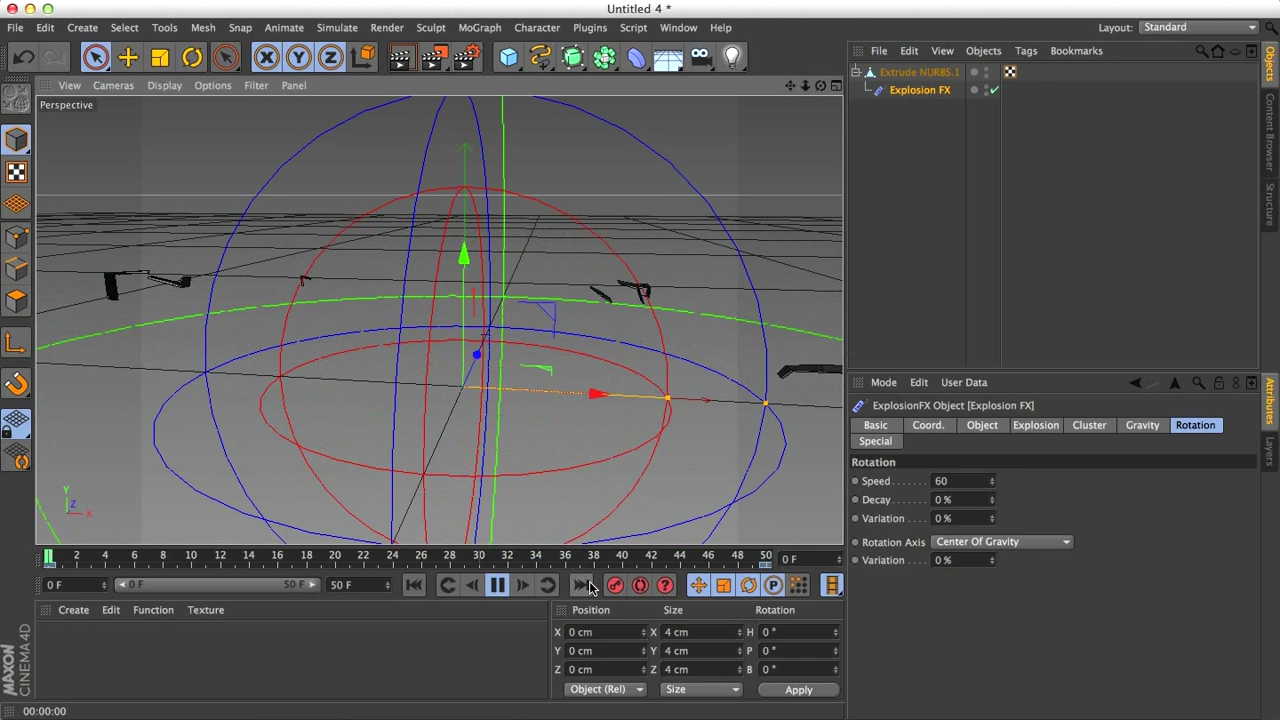 Untitled 4 *
File Edit Create Select Tools Mesh Snap Animate Simulate Render Sculpt MoGraph Character Plugins Script Window Help
Layout: Standard
X Y Z
File Edit View Objects Tags Bookmarks
View Cameras Display Options Filter Panel
Perspective
Extrude NURBS.1
Explosion FX
Objects
Content Browser
Structure
Mode Edit User Data
ExplosionFX Object [Explosion FX]
Basic Coord. Object Explosion Cluster Gravity Rotation
Special
Rotation
Speed . . . . . . 60
Decay . . . . . . 0 %
Variation . . . . 0 %
Rotation Axis Center Of Gravity
Variation . . . . 0 %
Attributes
Layers
Y
Z
X
0 2 4 6 8 10 12 14 16 18 20 22 24 26 28 30 32 34 36 38 40 42 44 46 48 50 0 F
0 F 0 F 50 F 50 F
P
Create Edit Function Texture
Position Size Rotation
X 0 cm X 4 cm H 0 °
Y 0 cm Y 4 cm P 0 °
Z 0 cm Z 4 cm B 0 °
Object (Rel) Size Apply
MAXON
CINEMA 4D
00:00:00